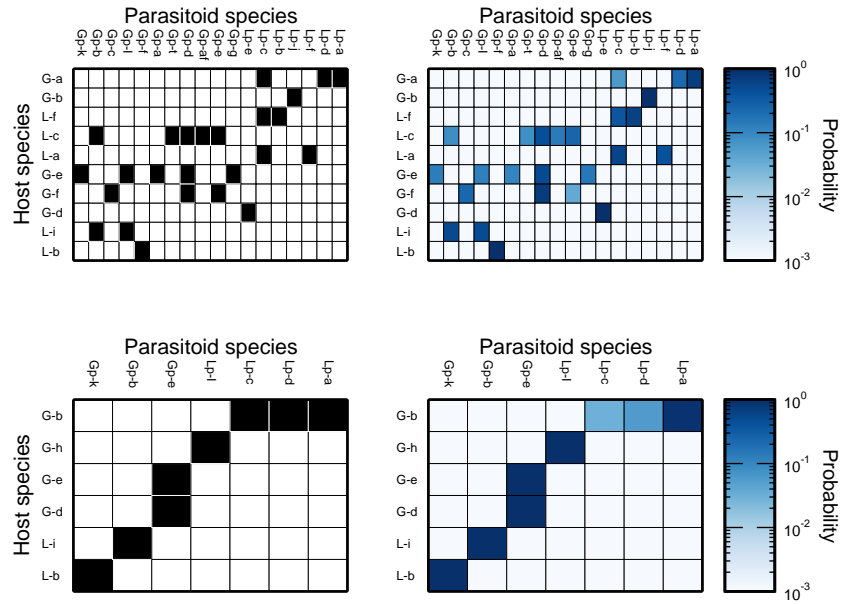 Parasitoid species
Gp-k Gp-b Gp-c Gp-l Gp-f Gp-a Gp-t Gp-d Gp-af Gp-e Gp-g Lp-e Lp-c Lp-b Lp-j Lp-f Lp-d Lp-a
Host species
G-a
G-b
L-f
L-c
L-a
G-e
G-f
G-d
L-i
L-b
Parasitoid species
Gp-k Gp-b Gp-c Gp-l Gp-f Gp-a Gp-t Gp-d Gp-af Gp-e Gp-g Lp-e Lp-c Lp-b Lp-j Lp-f Lp-d Lp-a
G-a
G-b
L-f
L-c
L-a
G-e
G-f
G-d
L-i
L-b
10^0
10^-1
10^-2
10^-3
Probability
Parasitoid species
Gp-k Gp-b Gp-e Lp-l Lp-c Lp-d Lp-a
Host species
G-b
G-h
G-e
G-d
L-i
L-b
Parasitoid species
Gp-k Gp-b Gp-e Lp-l Lp-c Lp-d Lp-a
G-b
G-h
G-e
G-d
L-i
L-b
10^0
10^-1
10^-2
10^-3
Probability